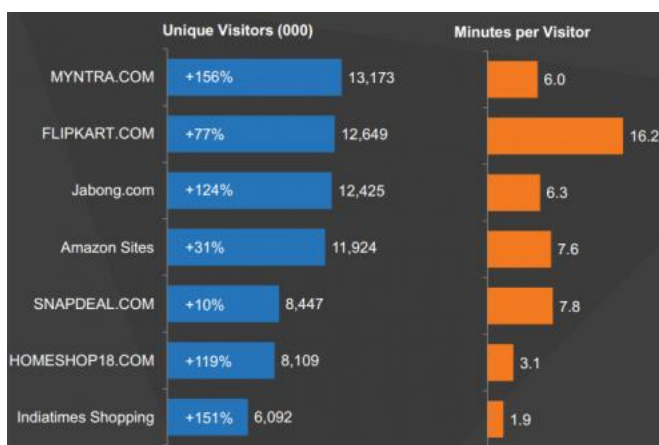 Unique Visitors (000) Minutes per Visitor
MYNTRA.COM +156% 13,173 6.0
FLIPKART.COM +77% 12,649 16.2
Jabong.com +124% 12,425 6.3
Amazon Sites +31% 11,924 7.6
SNAPDEAL.COM +10% 8,447 7.8
HOMESHOP18.COM +119% 8,109 3.1
Indiatimes Shopping +151% 6,092 1.9